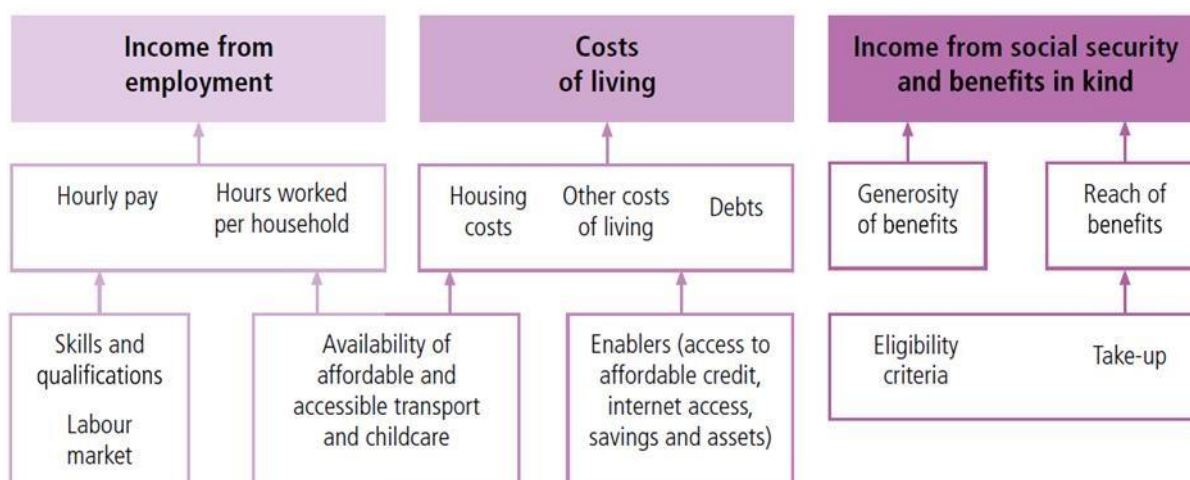 Income from
employment
Costs
of living
Income from social security
and benefits in kind
Hourly pay
Hours worked
per household
Housing
costs
Other costs
of living
Debts
Generosity
of benefits
Reach of
benefits
Skills and
qualifications
Labour
market
Availability of
affordable and
accessible transport
and childcare
Enablers (access to
affordable credit,
internet access,
savings and assets)
Eligibility
criteria
Take-up